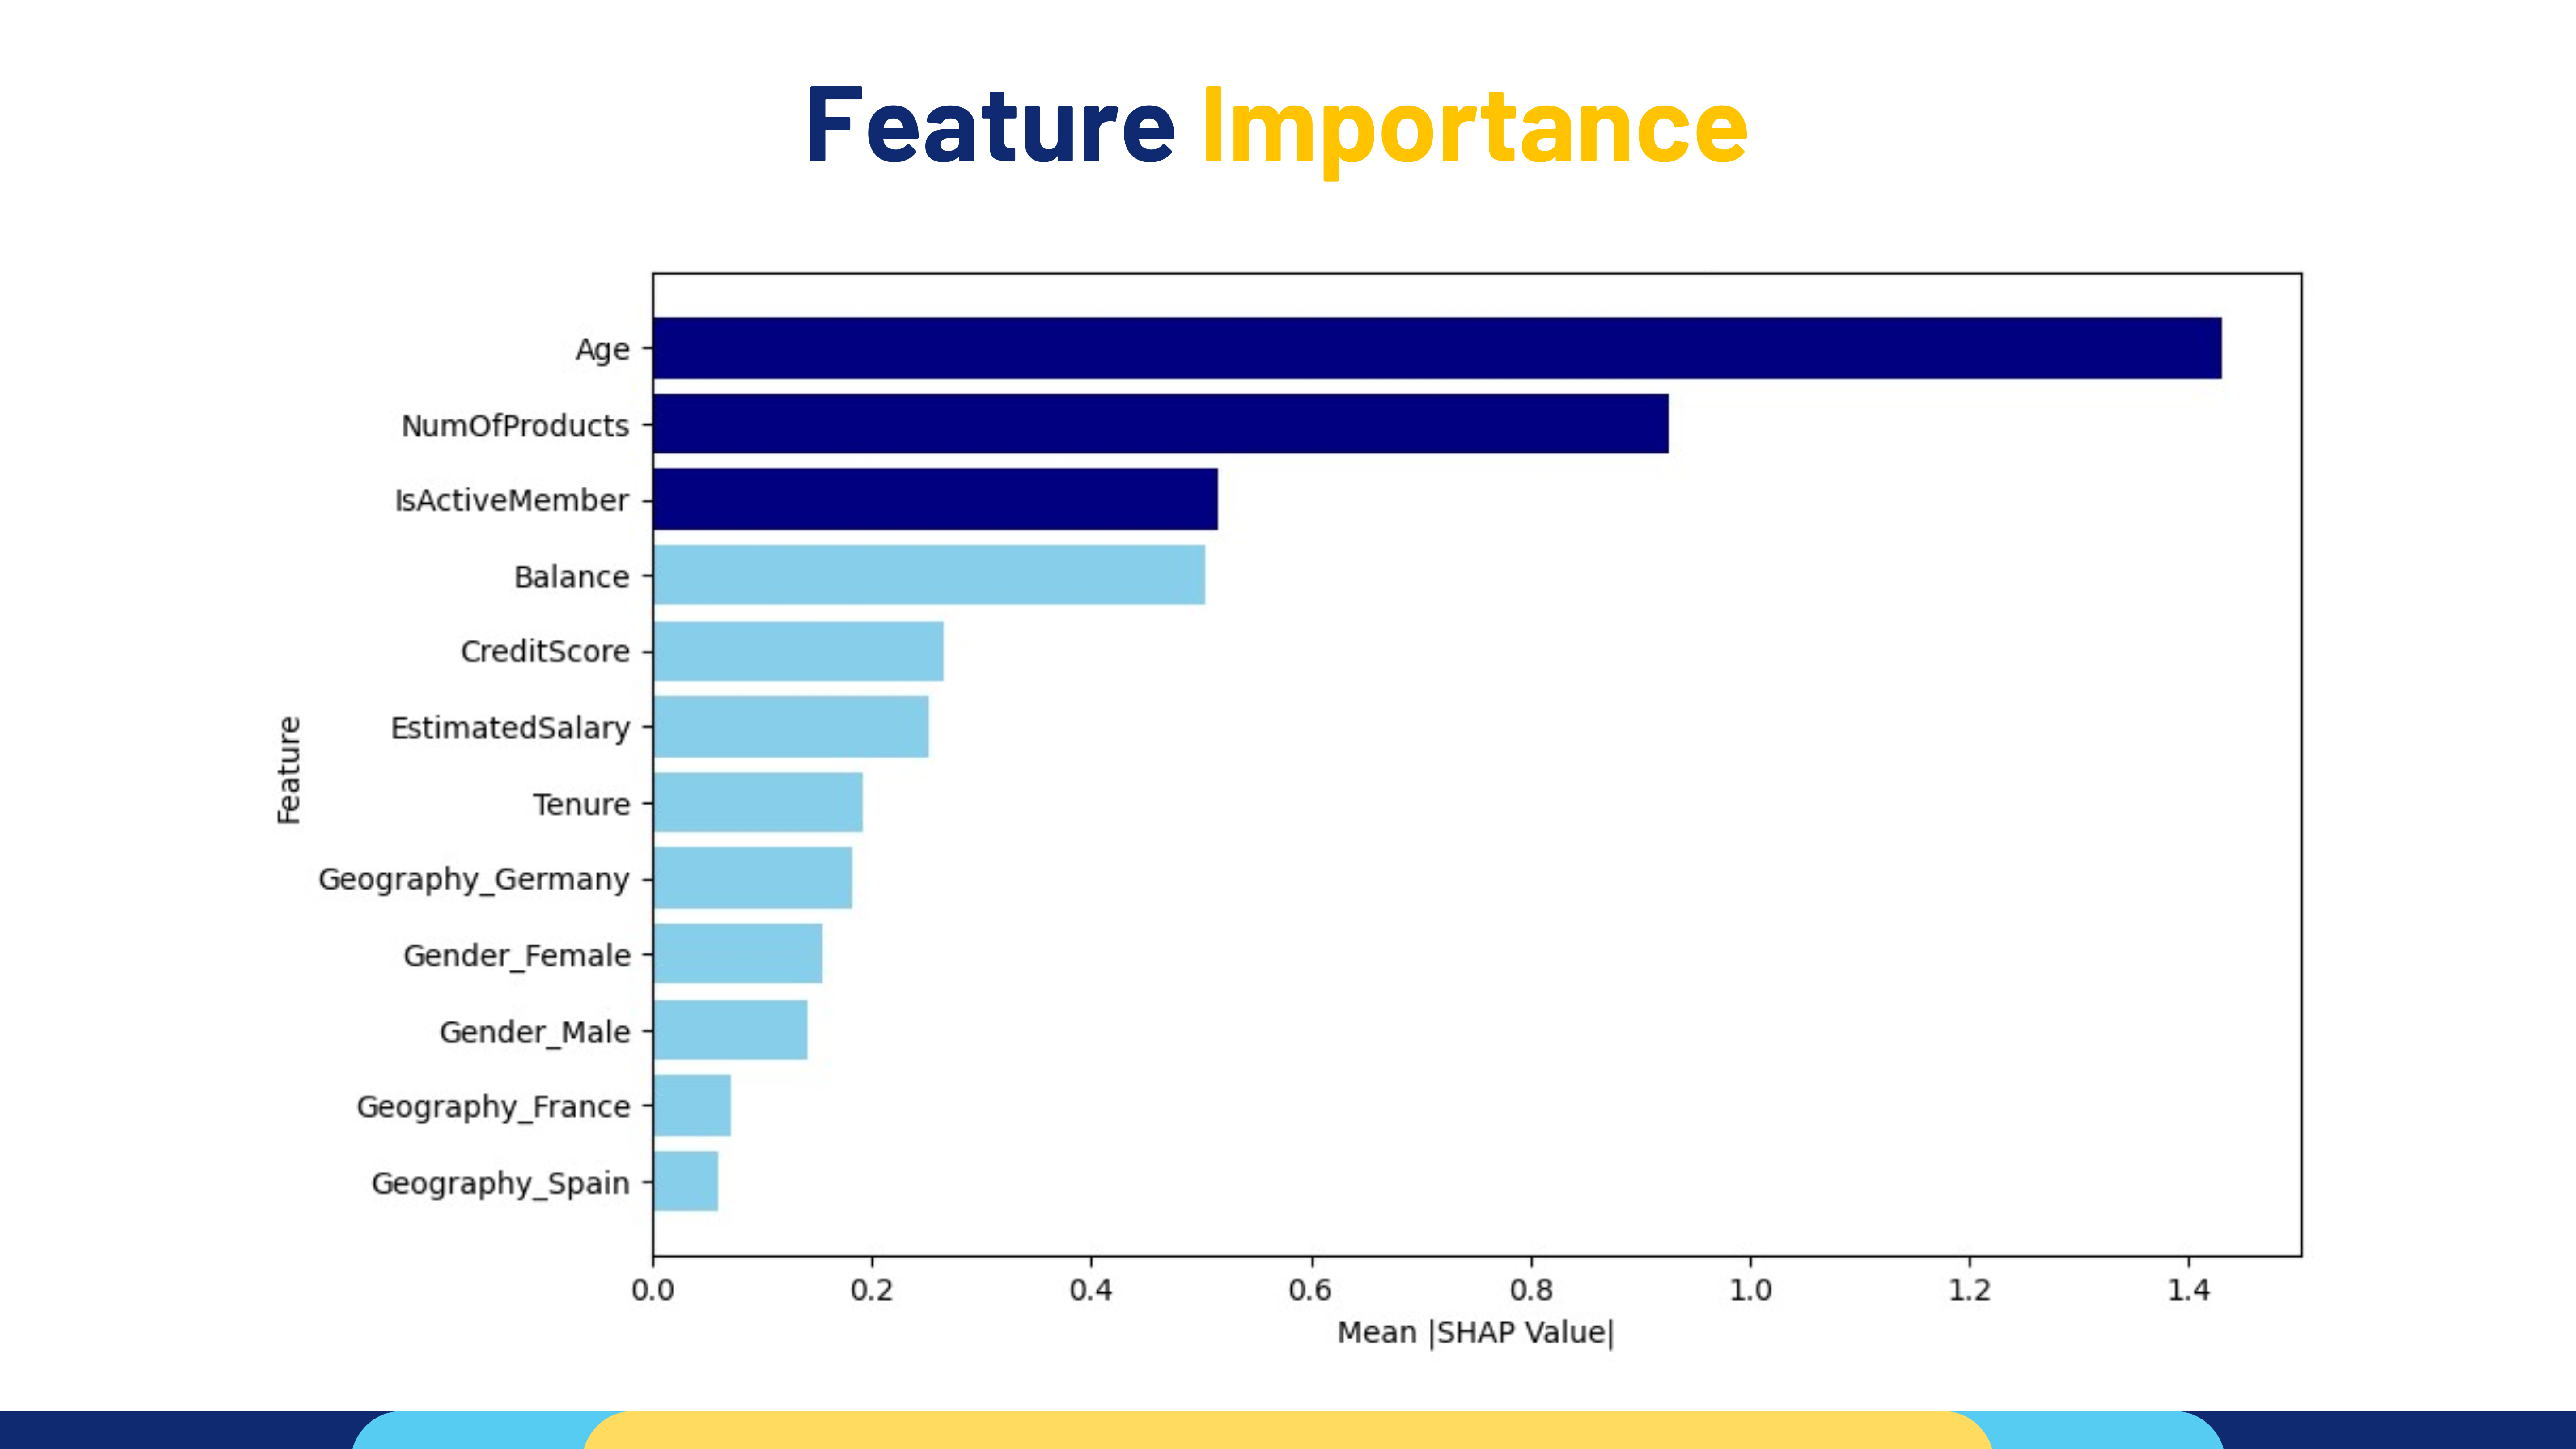 Feature Importance
Age
NumOfProducts
IsActiveMember
Balance
CreditScore
EstimatedSalary
Tenure
Geography_Germany
Gender_Female
Gender_Male
Geography_France
Geography_Spain
Feature
0.0 0.2 0.4 0.6 0.8 1.0 1.2 1.4
Mean |SHAP Value|